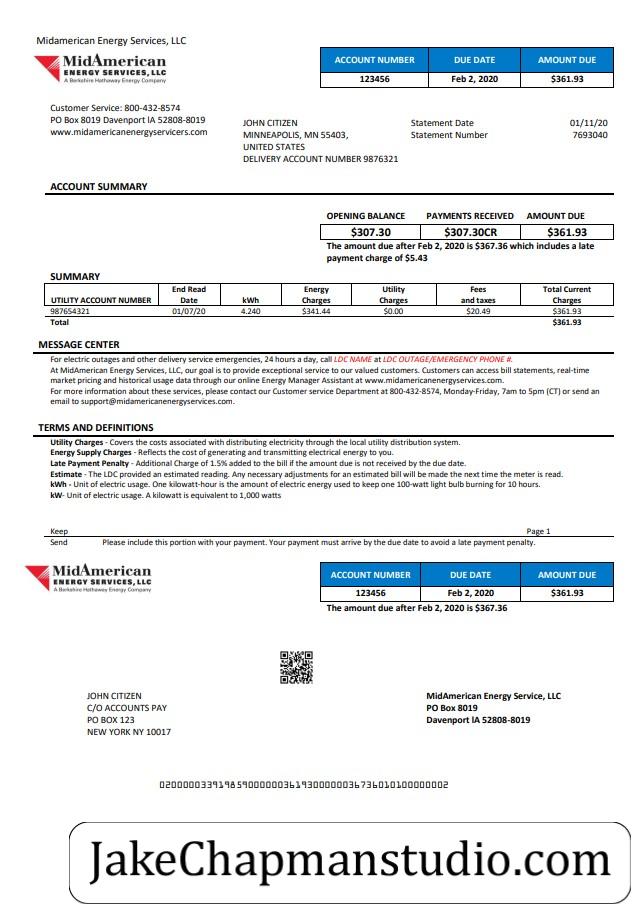 Midamerican Energy Services, LLC
MidAmerican
ENERGY SERVICES, LLC
A Berkshire Hathaway Energy Company
ACCOUNT NUMBER DUE DATE AMOUNT DUE
123456 Feb 2, 2020 $361.93
Customer Service: 800-432-8574
PO Box 8019 Davenport IA 52808-8019
www.midamericanenergyservicers.com
JOHN CITIZEN
MINNEAPOLIS, MN 55403,
UNITED STATES
DELIVERY ACCOUNT NUMBER 9876321
Statement Date 01/11/20
Statement Number 7693040
ACCOUNT SUMMARY
OPENING BALANCE PAYMENTS RECEIVED AMOUNT DUE
$307.30 $307.30CR $361.93
The amount due after Feb 2, 2020 is $367.36 which includes a late
payment charge of $5.43
SUMMARY
UTILITY ACCOUNT NUMBER End Read Date kWh Energy Charges Utility Charges Fees and taxes Total Current Charges
987654321 01/07/20 4.240 $341.44 $0.00 $20.49 $361.93
Total $361.93
MESSAGE CENTER
For electric outages and other delivery service emergencies, 24 hours a day, call LDC NAME at LDC OUTAGE/EMERGENCY PHONE #.
At MidAmerican Energy Services, LLC, our goal is to provide exceptional service to our valued customers. Customers can access bill statements, real-time
market pricing and historical usage data through our online Energy Manager Assistant at www.midamericanenergyservices.com.
For more information about these services, please contact our Customer service Department at 800-432-8574, Monday-Friday, 7am to 5pm (CT) or send an
email to support@midamericanenergyservices.com.
TERMS AND DEFINITIONS
Utility Charges - Covers the costs associated with distributing electricity through the local utility distribution system.
Energy Supply Charges - Reflects the cost of generating and transmitting electrical energy to you.
Late Payment Penalty - Additional Charge of 1.5% added to the bill if the amount due is not received by the due date.
Estimate - The LDC provided an estimated reading. Any necessary adjustments for an estimated bill will be made the next time the meter is read.
kWh - Unit of electric usage. One kilowatt-hour is the amount of electric energy used to keep one 100-watt light bulb burning for 10 hours.
kW- Unit of electric usage. A kilowatt is equivalent to 1,000 watts
Keep Page 1
Send Please include this portion with your payment. Your payment must arrive by the due date to avoid a late payment penalty.
MidAmerican
ENERGY SERVICES, LLC
A Berkshire Hathaway Energy Company
ACCOUNT NUMBER DUE DATE AMOUNT DUE
123456 Feb 2, 2020 $361.93
The amount due after Feb 2, 2020 is $367.36
JOHN CITIZEN
C/O ACCOUNTS PAY
PO BOX 123
NEW YORK NY 10017
MidAmerican Energy Service, LLC
PO Box 8019
Davenport IA 52808-8019
JakeChapmanstudio.com